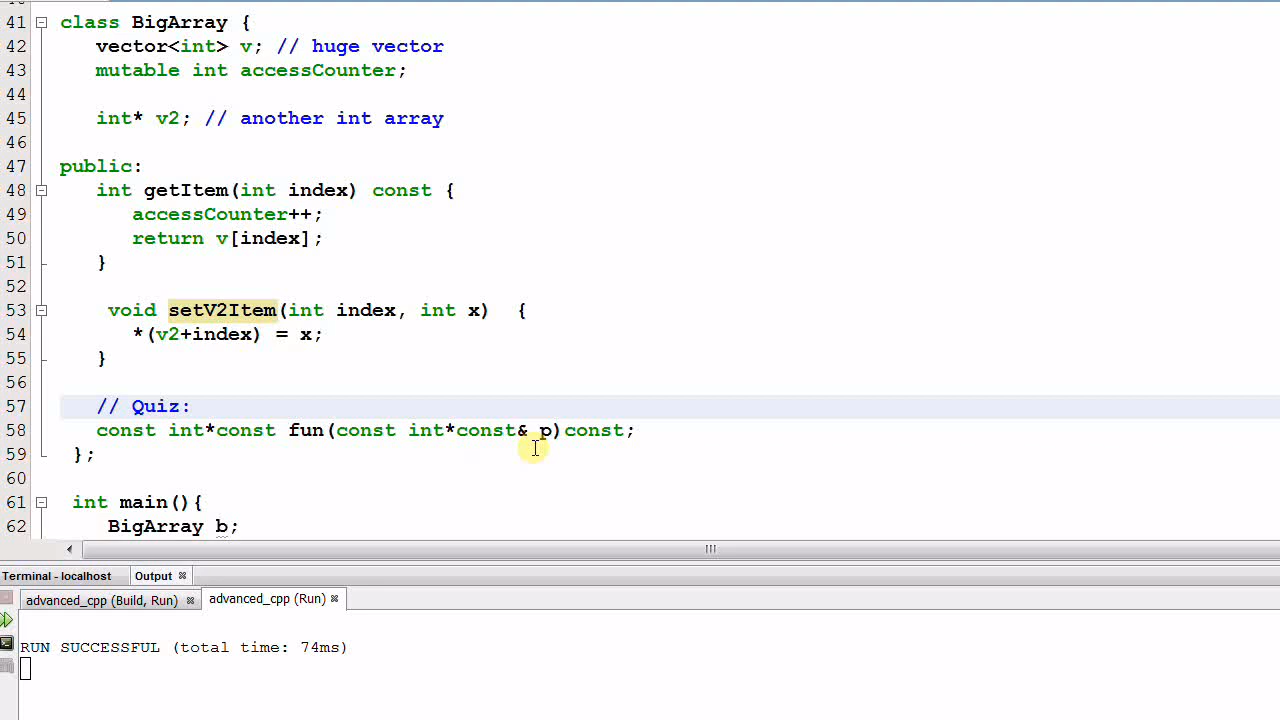 41 class BigArray {
42 vector<int> v; // huge vector
43 mutable int accessCounter;
44
45 int* v2; // another int array
46
47 public:
48 int getItem(int index) const {
49 accessCounter++;
50 return v[index];
51 }
52
53 void setV2Item(int index, int x)  {
54 *(v2+index) = x;
55 }
56
57 // Quiz:
58 const int*const fun(const int*const& p)const;
59 };
60
61 int main(){
62 BigArray b;
Terminal - localhost Output
advanced_cpp (Build, Run) advanced_cpp (Run)
RUN SUCCESSFUL (total time: 74ms)